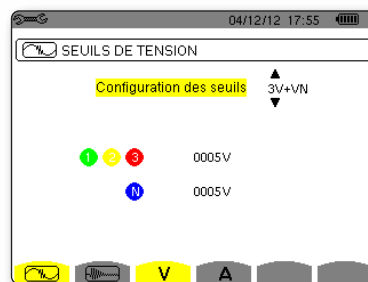 04/12/12 17:55
SEUILS DE TENSION
Configuration des seuils 3V+VN
1 2 3 0005V
N 0005V
V A